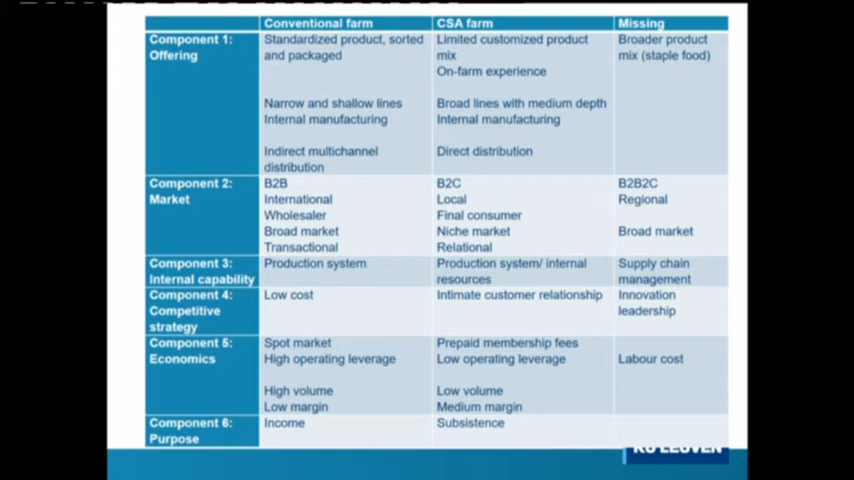 Conventional farm CSA farm Missing
Component 1: Standardized product, sorted Limited customized product Broader product
Offering and packaged mix mix (staple food)
On-farm experience
Narrow and shallow lines Broad lines with medium depth
Internal manufacturing Internal manufacturing
Indirect multichannel Direct distribution
distribution
Component 2: B2B B2C B2B2C
Market International Local Regional
Wholesaler Final consumer
Broad market Niche market Broad market
Transactional Relational
Component 3: Production system Production system/ internal Supply chain
Internal capability resources management
Component 4: Low cost Intimate customer relationship Innovation
Competitive leadership
strategy
Component 5: Spot market Prepaid membership fees
Economics High operating leverage Low operating leverage Labour cost
High volume Low volume
Low margin Medium margin
Component 6: Income Subsistence
Purpose
KU LEUVEN